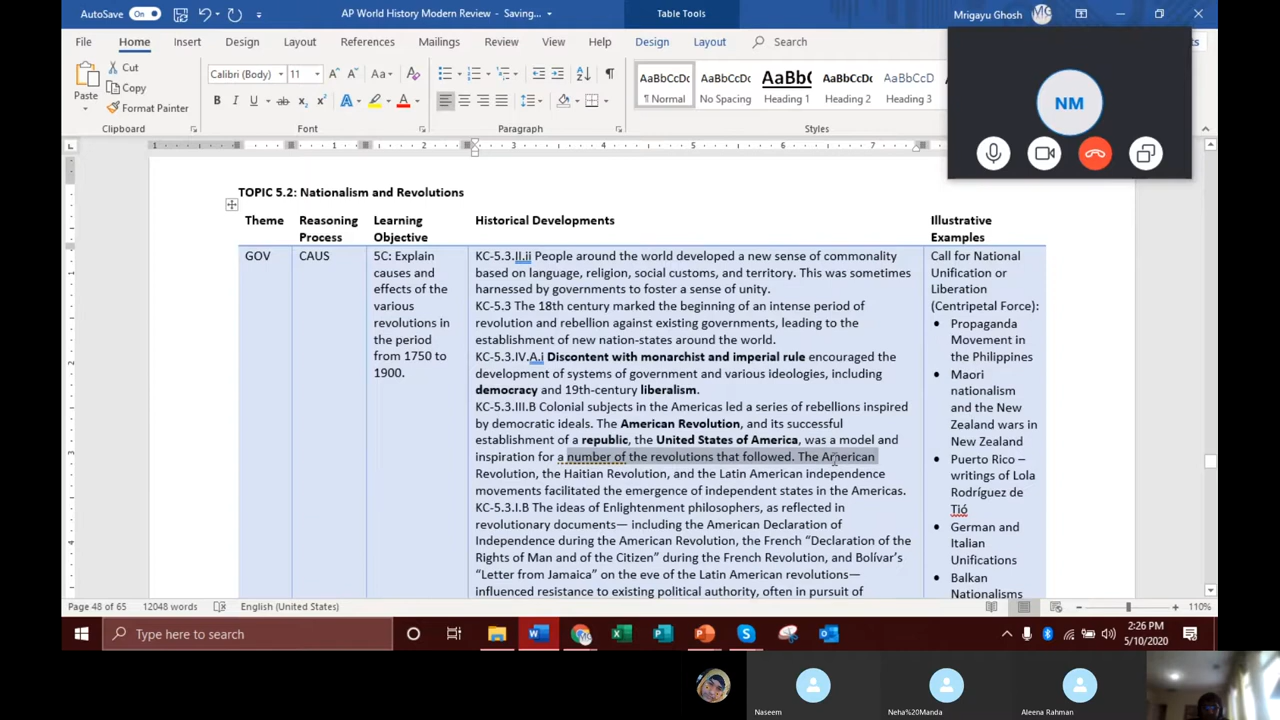 AutoSave On AP World History Modern Review - Saving... Table Tools Mrigayu Ghosh MG
File Home Insert Design Layout References Mailings Review View Help Design Layout Search
Paste Cut Calibri (Body) 11 Aa AaBbCcDc AaBbCcDc AaBbC AaBbCcDc AaBbCcD
Copy B I U ab x₂ x² A A ¶ Normal No Spacing Heading 1 Heading 2 Heading 3
Format Painter
Clipboard Font Paragraph Styles
NM
1 1 2 3 4 5 6 7
TOPIC 5.2: Nationalism and Revolutions
Theme Reasoning Process Learning Objective Historical Developments Illustrative Examples
GOV CAUS
5C: Explain
causes and
effects of the
various
revolutions in
the period
from 1750 to
1900.
KC-5.3.II.ii People around the world developed a new sense of commonality
based on language, religion, social customs, and territory. This was sometimes
harnessed by governments to foster a sense of unity.
KC-5.3 The 18th century marked the beginning of an intense period of
revolution and rebellion against existing governments, leading to the
establishment of new nation-states around the world.
KC-5.3.IV.A.i Discontent with monarchist and imperial rule encouraged the
development of systems of government and various ideologies, including
democracy and 19th-century liberalism.
KC-5.3.III.B Colonial subjects in the Americas led a series of rebellions inspired
by democratic ideals. The American Revolution, and its successful
establishment of a republic, the United States of America, was a model and
inspiration for a number of the revolutions that followed. The American
Revolution, the Haitian Revolution, and the Latin American independence
movements facilitated the emergence of independent states in the Americas.
KC-5.3.I.B The ideas of Enlightenment philosophers, as reflected in
revolutionary documents— including the American Declaration of
Independence during the American Revolution, the French “Declaration of the
Rights of Man and of the Citizen” during the French Revolution, and Bolívar’s
“Letter from Jamaica” on the eve of the Latin American revolutions—
influenced resistance to existing political authority, often in pursuit of
Call for National
Unification or
Liberation
(Centripetal Force):
• Propaganda
Movement in
the Philippines
• Maori
nationalism
and the New
Zealand wars in
New Zealand
• Puerto Rico –
writings of Lola
Rodríguez de
Tió
• German and
Italian
Unifications
• Balkan
Nationalisms
Page 48 of 65 12048 words English (United States) 110%
Type here to search 2:26 PM
5/10/2020
Naseem Neha%20Manda Aleena Rahman